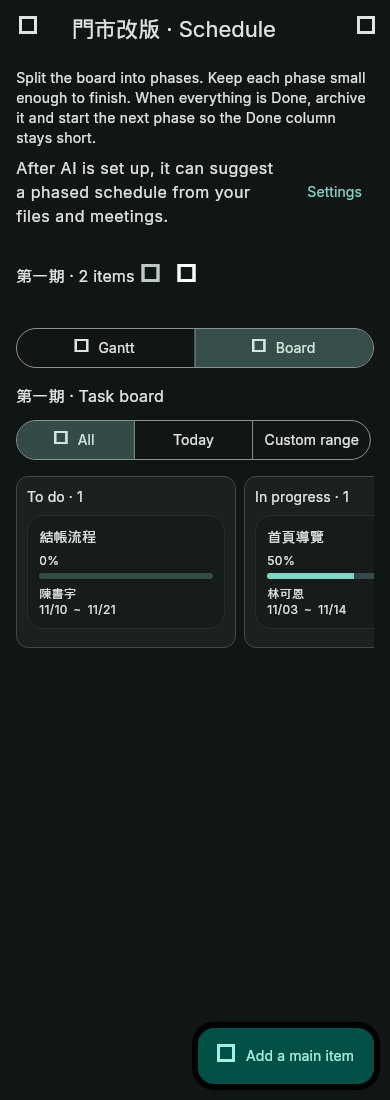 門市改版 · Schedule
Split the board into phases. Keep each phase small
enough to finish. When everything is Done, archive
it and start the next phase so the Done column
stays short.
After AI is set up, it can suggest
a phased schedule from your
files and meetings.
Settings
第一期 · 2 items
Gantt
Board
第一期 · Task board
All
Today
Custom range
To do · 1
結帳流程
0%
陳書宇
11/10 ~ 11/21
In progress · 1
首頁導覽
50%
林可恩
11/03 ~ 11/14
Add a main item